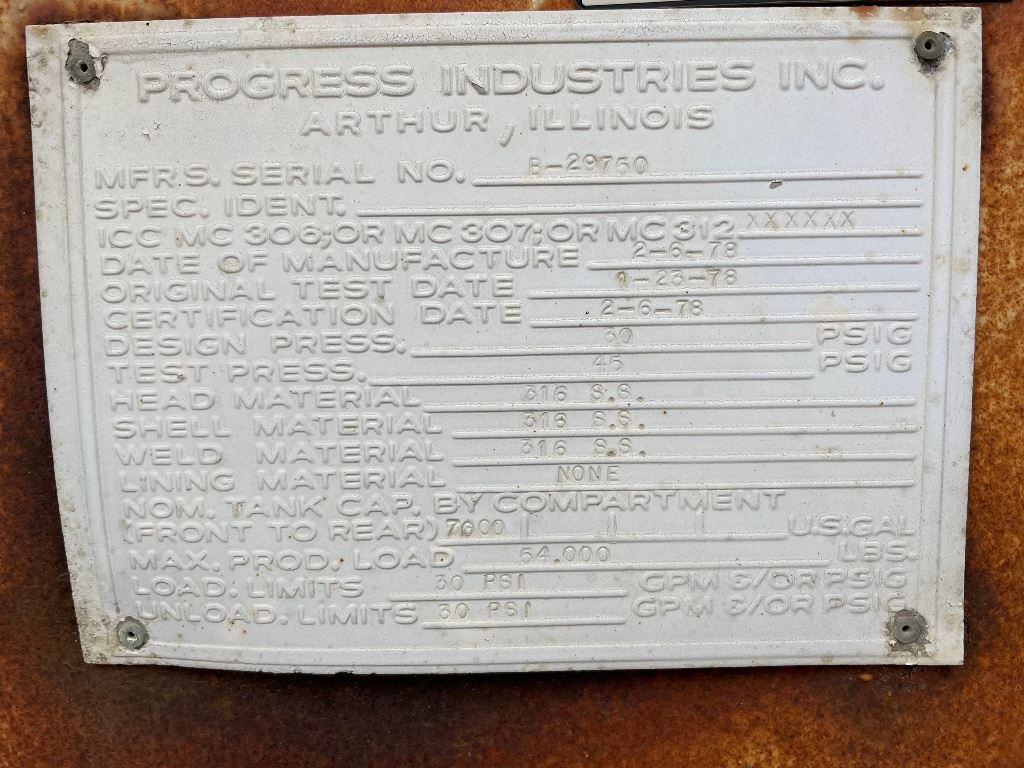 PROGRESS INDUSTRIES INC.
ARTHUR, ILLINOIS
MFRS. SERIAL NO. B-29750
SPEC. IDENT.
ICC MC 306; OR MC 307; OR MC 312 XXXXXX
DATE OF MANUFACTURE 2-6-78
ORIGINAL TEST DATE 1-23-78
CERTIFICATION DATE 2-6-78
DESIGN PRESS. 30 PSIG
TEST PRESS. 45 PSIG
HEAD MATERIAL 316 S.S.
SHELL MATERIAL 316 S.S.
WELD MATERIAL 316 S.S.
LINING MATERIAL NONE
NOM. TANK CAP. BY COMPARTMENT
(FRONT TO REAR) 7000 U.S.GAL
MAX. PROD. LOAD 54.000 LBS.
LOAD. LIMITS 30 PSI GPM &/OR PSIG
UNLOAD. LIMITS 30 PSI GPM &/OR PSIG